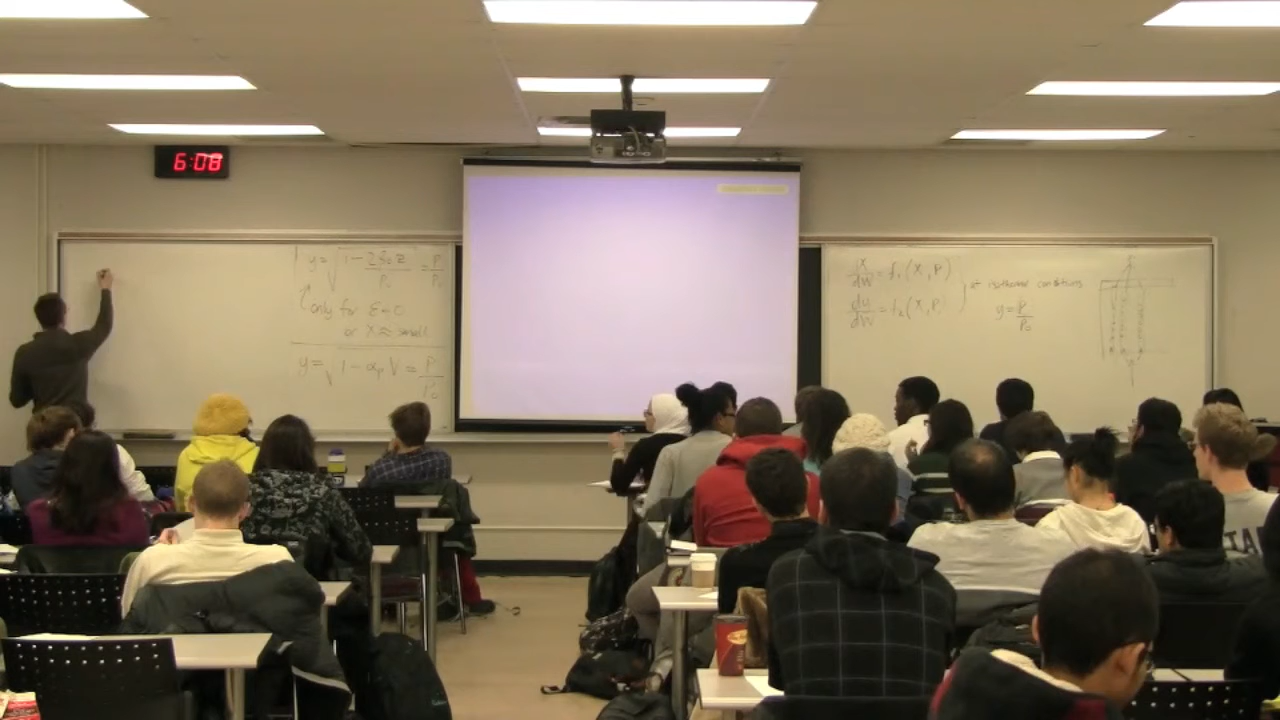 6:08
y = √(1 - 2β₀z / P₀) = P/P₀
only for ε=0
or X≈small
y = √(1 - αρ V = P/P₀
dX/dW = f₁(X, P)
dy/dW = f₂(X, P)
at isothermal conditions
y = P/P₀